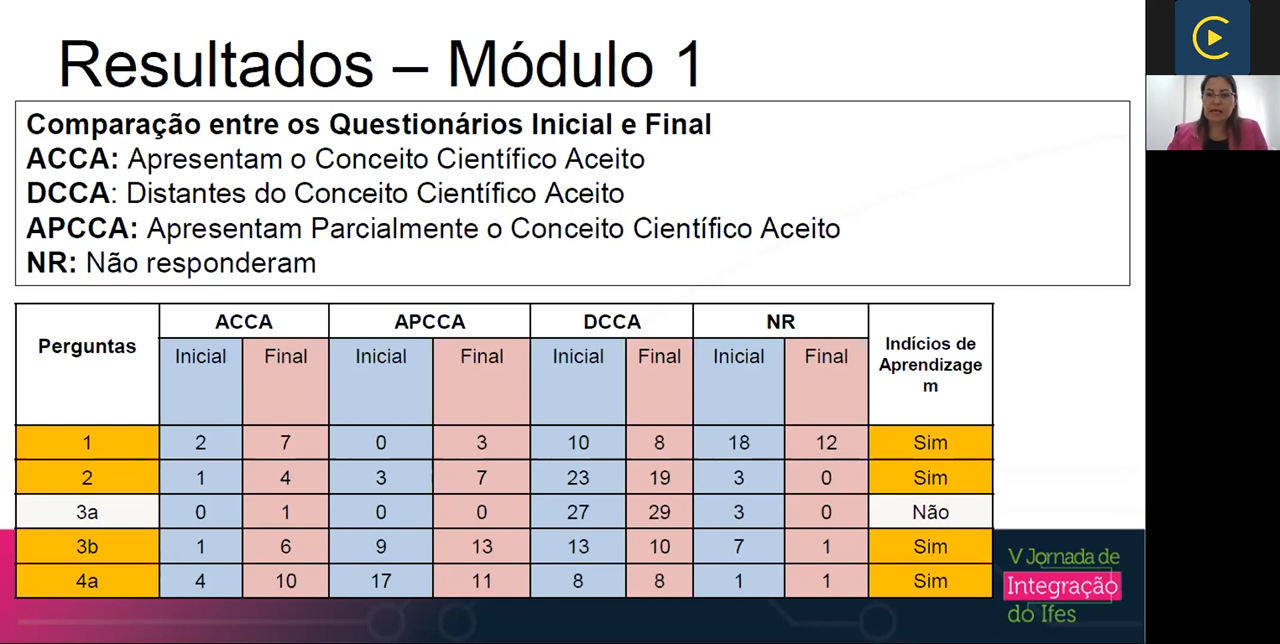 Resultados – Módulo 1
Comparação entre os Questionários Inicial e Final
ACCA: Apresentam o Conceito Científico Aceito
DCCA: Distantes do Conceito Científico Aceito
APCCA: Apresentam Parcialmente o Conceito Científico Aceito
NR: Não responderam
Perguntas ACCA APCCA DCCA NR Indícios de
Aprendizage
m
Inicial Final Inicial Final Inicial Final Inicial Final
1 2 7 0 3 10 8 18 12 Sim
2 1 4 3 7 23 19 3 0 Sim
3a 0 1 0 0 27 29 3 0 Não
3b 1 6 9 13 13 10 7 1 Sim
4a 4 10 17 11 8 8 1 1 Sim
V Jornada de
Integração
do Ifes